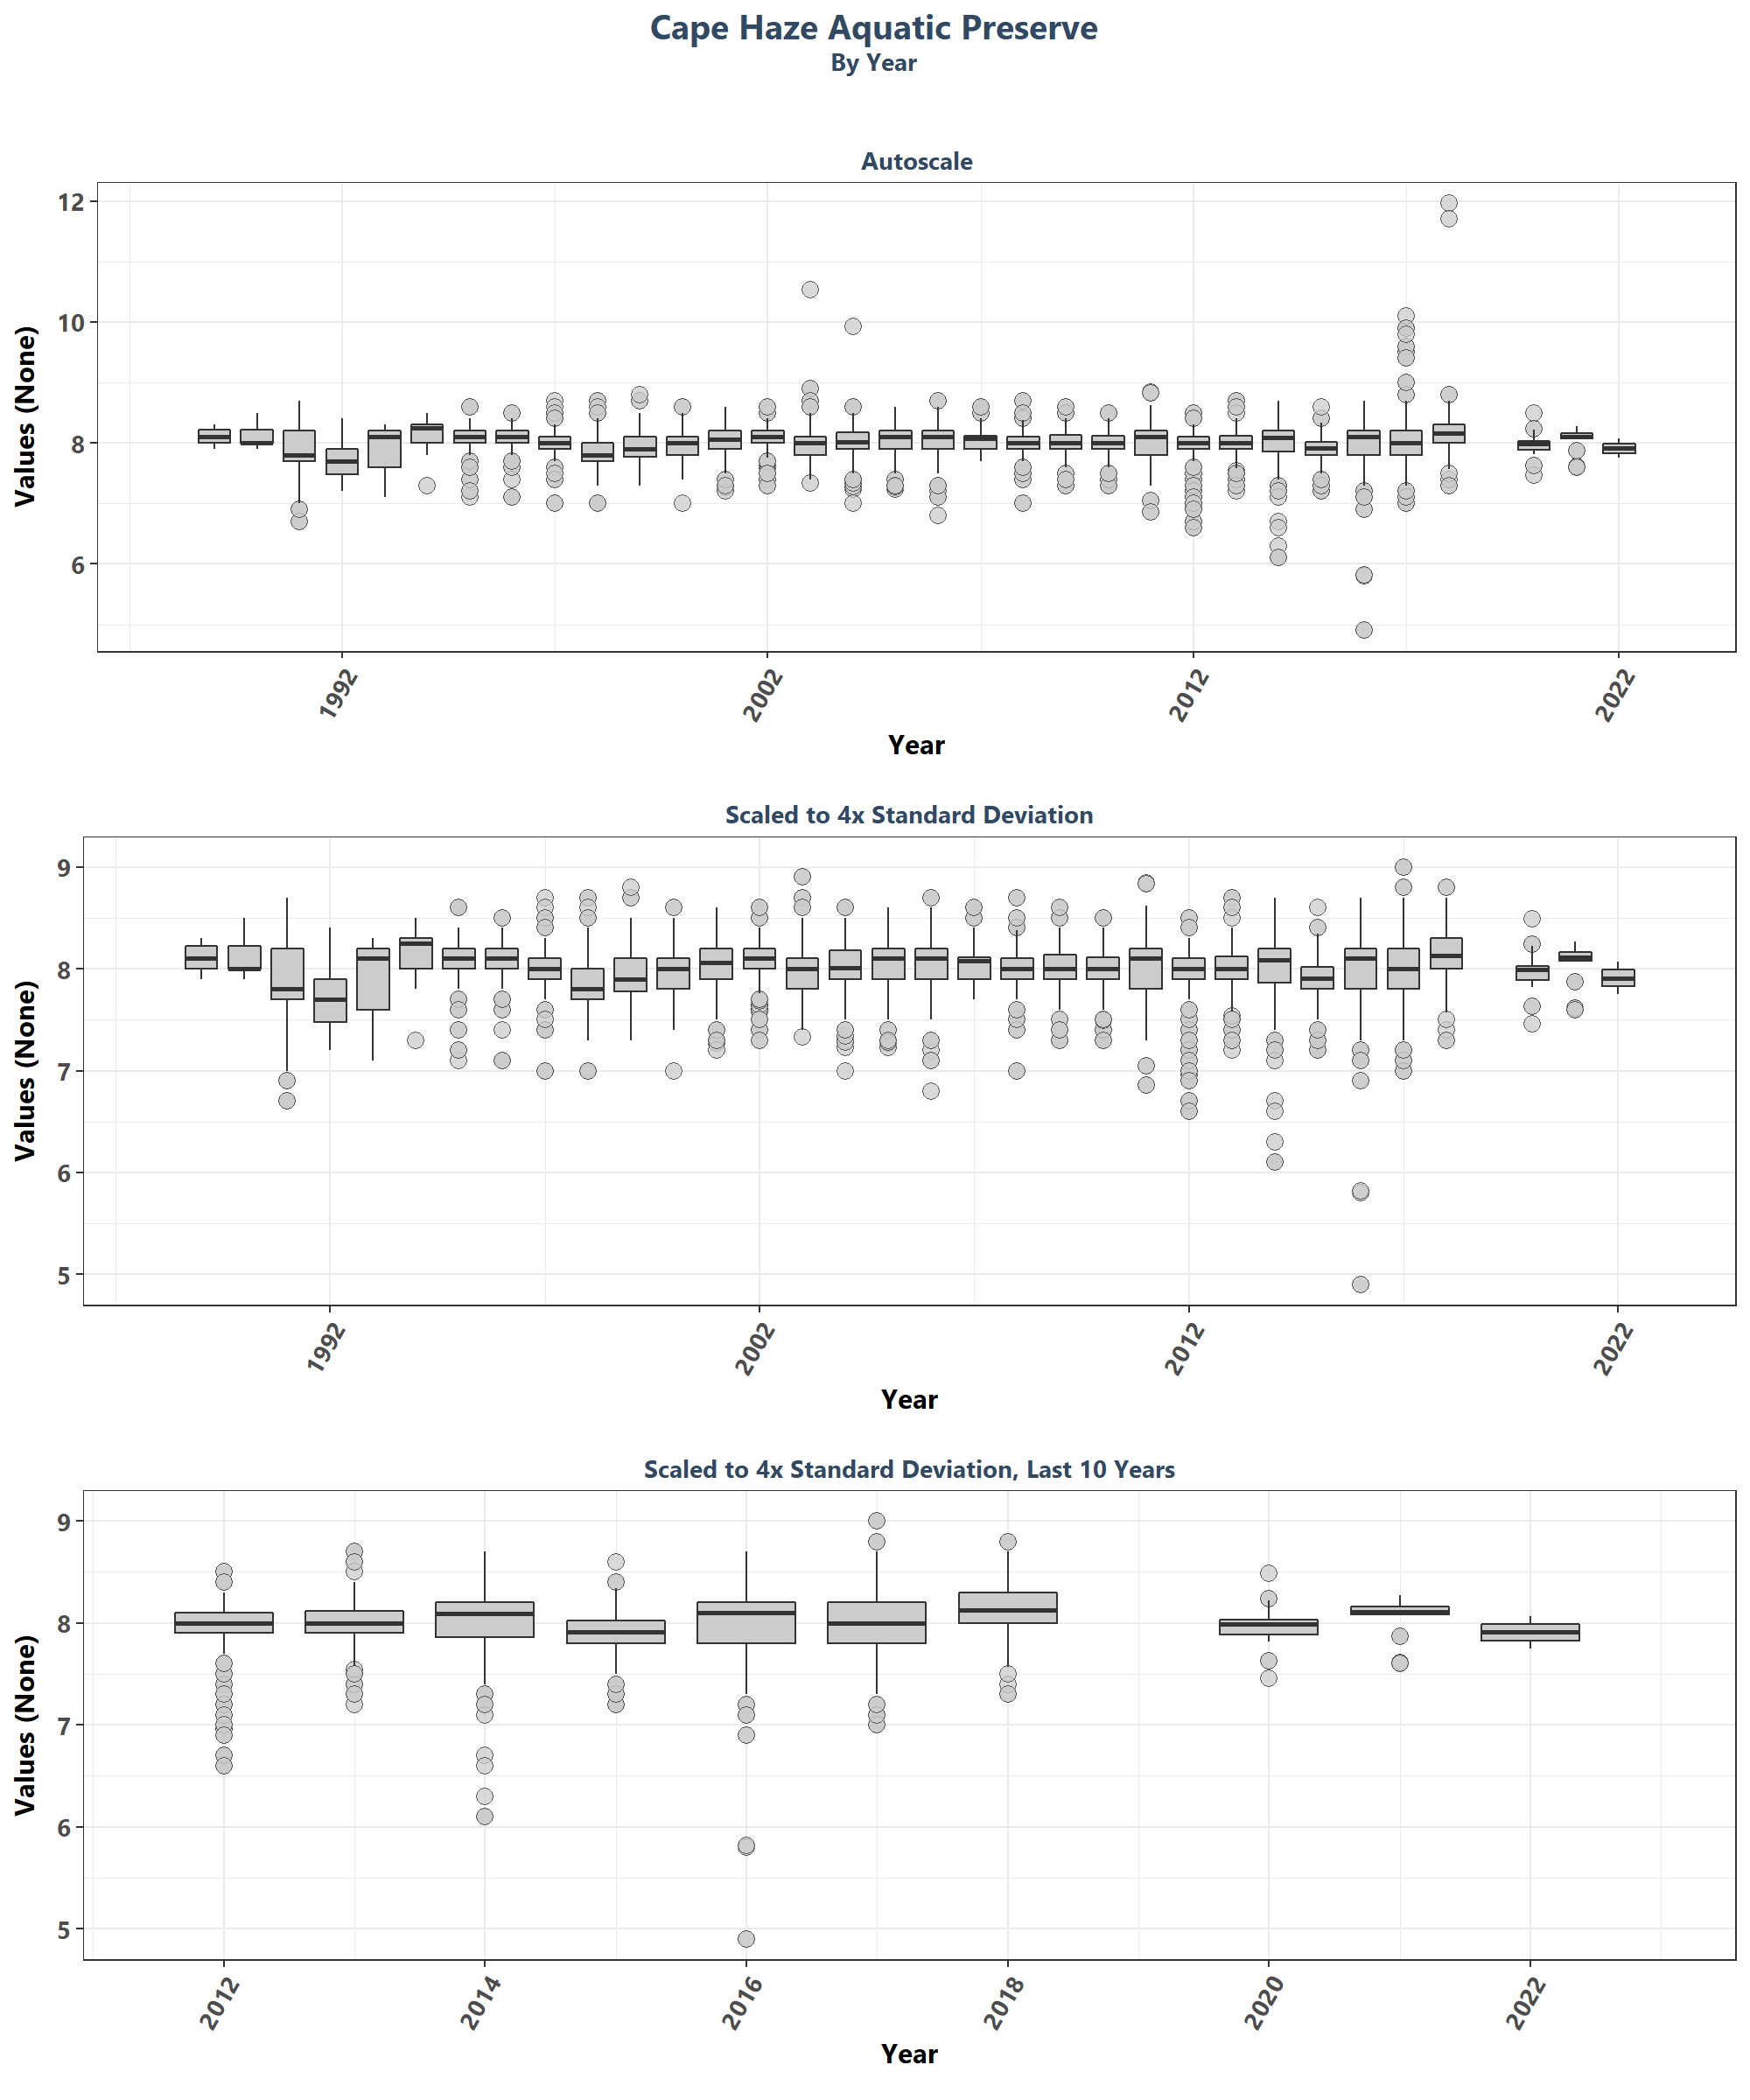 Cape Haze Aquatic Preserve
By Year
Autoscale
Values (None)
12
10
8
6
1992
2002
2012
2022
Year
Scaled to 4x Standard Deviation
Values (None)
9
8
7
6
5
1992
2002
2012
2022
Year
Scaled to 4x Standard Deviation, Last 10 Years
Values (None)
9
8
7
6
5
2012
2014
2016
2018
2020
2022
Year